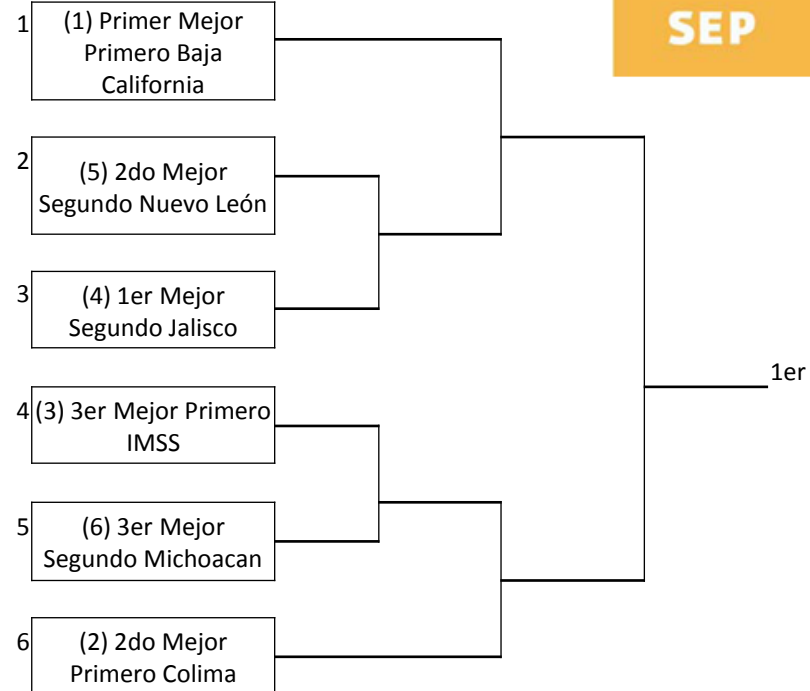 SEP
1
(1) Primer Mejor
Primero Baja
California
2
(5) 2do Mejor
Segundo Nuevo León
3
(4) 1er Mejor
Segundo Jalisco
1er
4
(3) 3er Mejor Primero
IMSS
5
(6) 3er Mejor
Segundo Michoacan
6
(2) 2do Mejor
Primero Colima